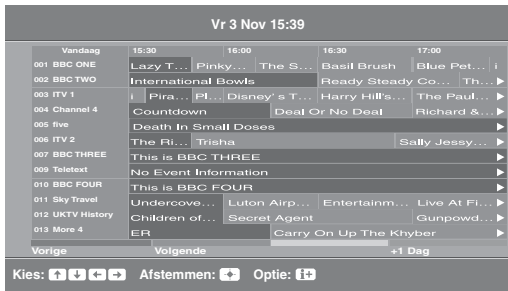 Vr 3 Nov 15:39
Vandaag 15:30 16:00 16:30 17:00
001 BBC ONE Lazy T... Pinky... The S... Basil Brush Blue Pet... i
002 BBC TWO International Bowls Ready Steady Co... Th...
003 ITV 1 i Pira... Pl... Disney's T... Harry Hill's... The Paul...
004 Channel 4 Countdown Deal Or No Deal Richard &...
005 five Death In Small Doses
006 ITV 2 The Ri... Trisha Sally Jessy...
007 BBC THREE This is BBC THREE
009 Teletext No Event Information
010 BBC FOUR This is BBC FOUR
011 Sky Travel Undercove... Luton Airp... Entertainm... Live At Fi...
012 UKTV History Children of... Secret Agent Gunpowd...
013 More 4 ER Carry On Up The Khyber
Vorige Volgende +1 Dag
Kies: Afstemmen: Optie: i+